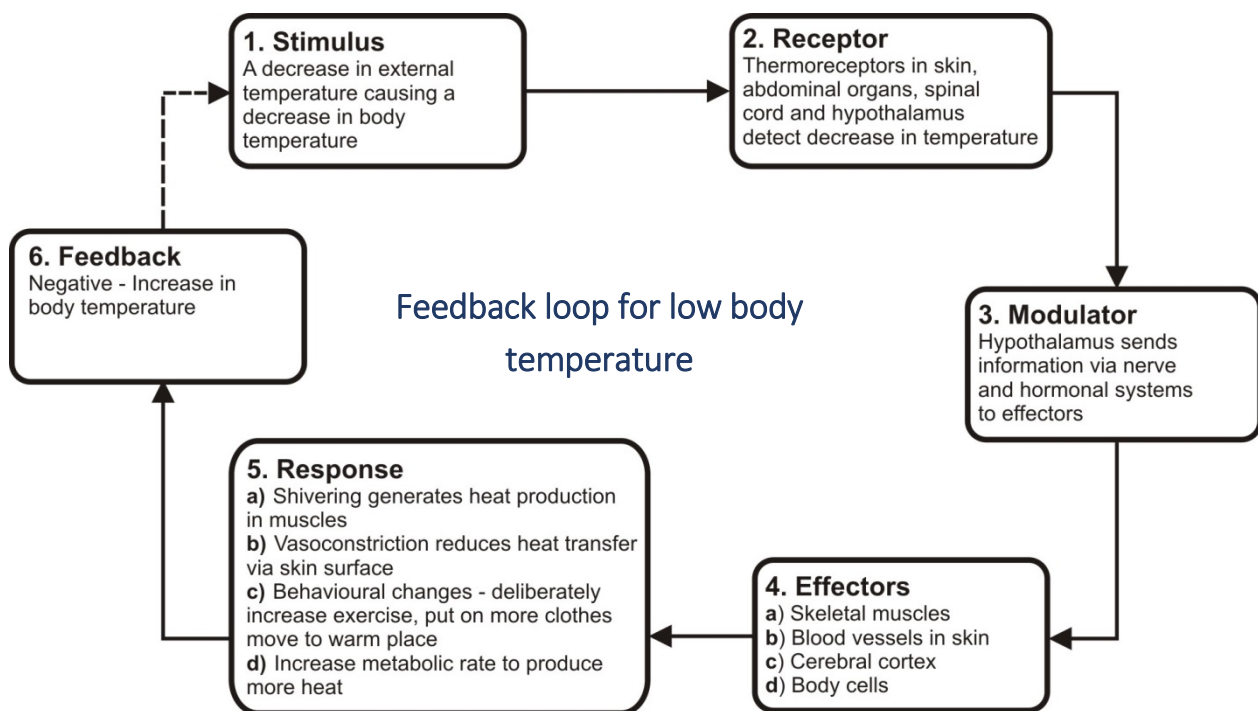 1. Stimulus
A decrease in external
temperature causing a
decrease in body
temperature
2. Receptor
Thermoreceptors in skin,
abdominal organs, spinal
cord and hypothalamus
detect decrease in temperature
3. Modulator
Hypothalamus sends
information via nerve
and hormonal systems
to effectors
4. Effectors
a) Skeletal muscles
b) Blood vessels in skin
c) Cerebral cortex
d) Body cells
5. Response
a) Shivering generates heat production
in muscles
b) Vasoconstriction reduces heat transfer
via skin surface
c) Behavioural changes - deliberately
increase exercise, put on more clothes
move to warm place
d) Increase metabolic rate to produce
more heat
6. Feedback
Negative - Increase in
body temperature
Feedback loop for low body
temperature